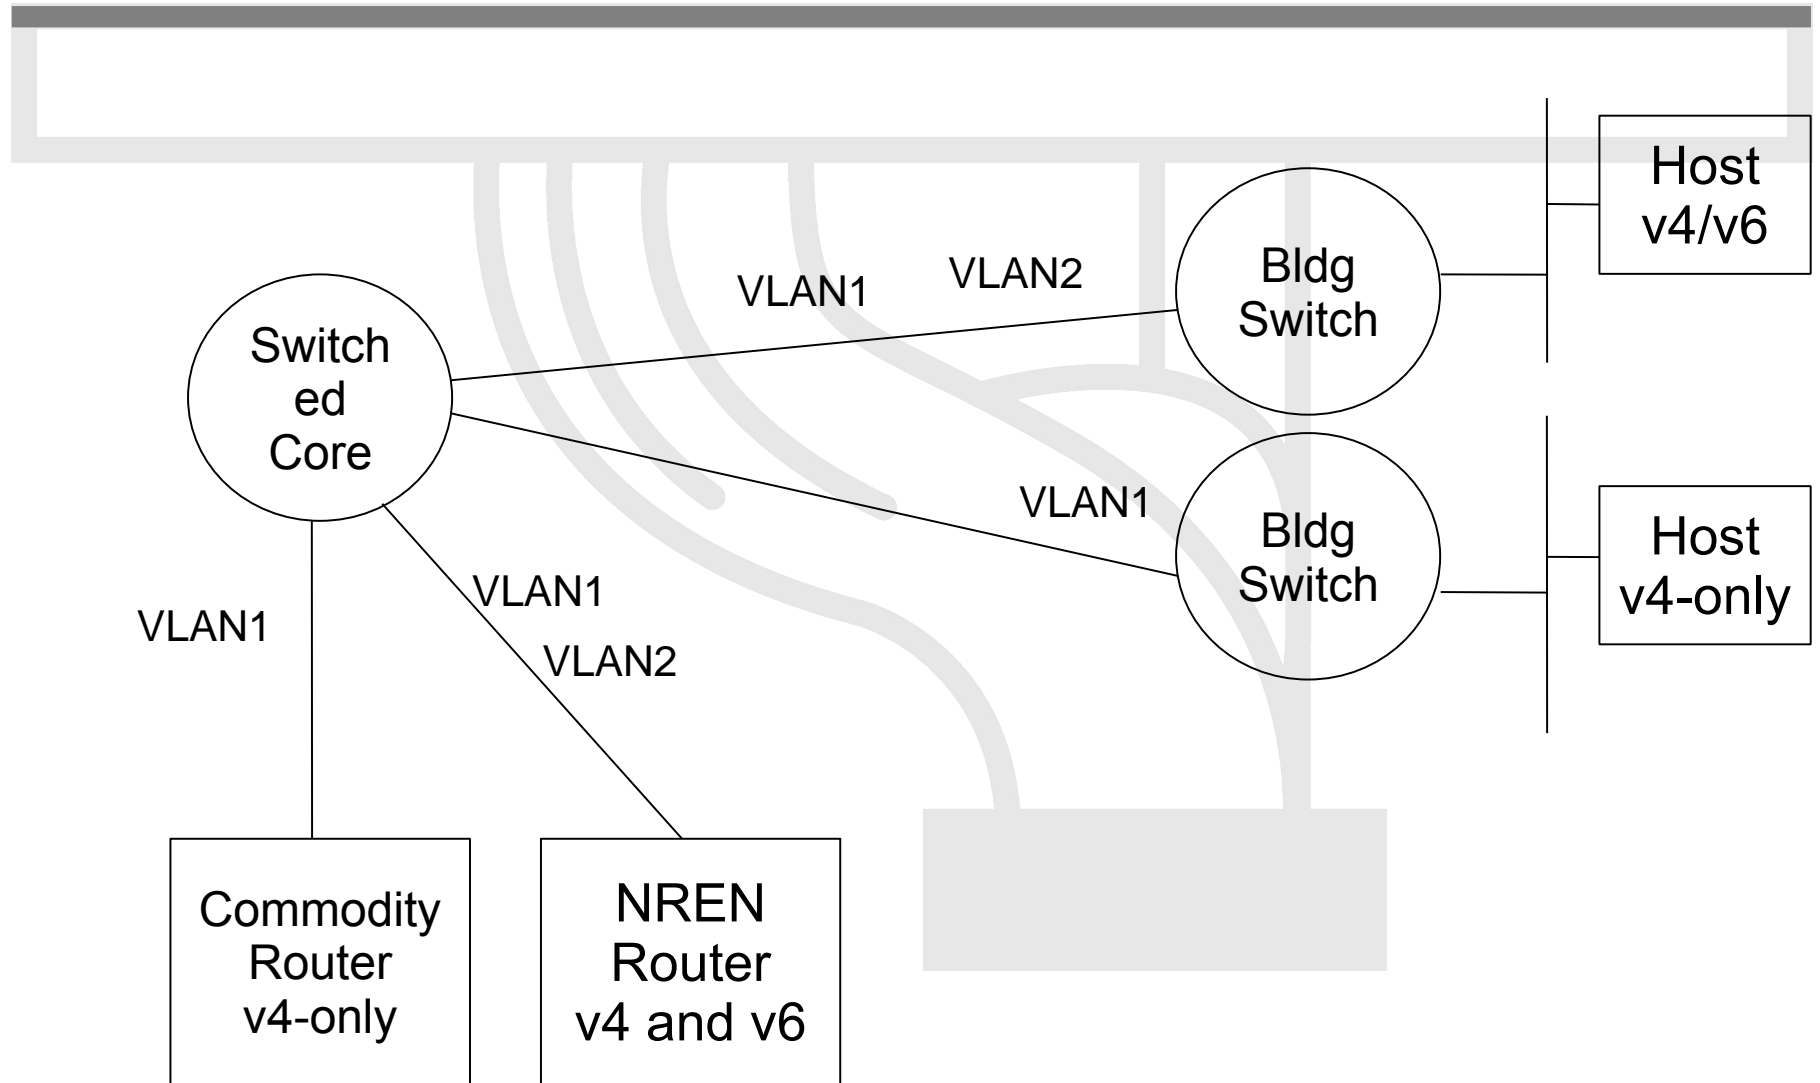 Host
v4/v6
VLAN1
VLAN2
Bldg
Switch
Switch
ed
Core
VLAN1
Bldg
Switch
Host
v4-only
VLAN1
VLAN1
VLAN2
Commodity
Router
v4-only
NREN
Router
v4 and v6